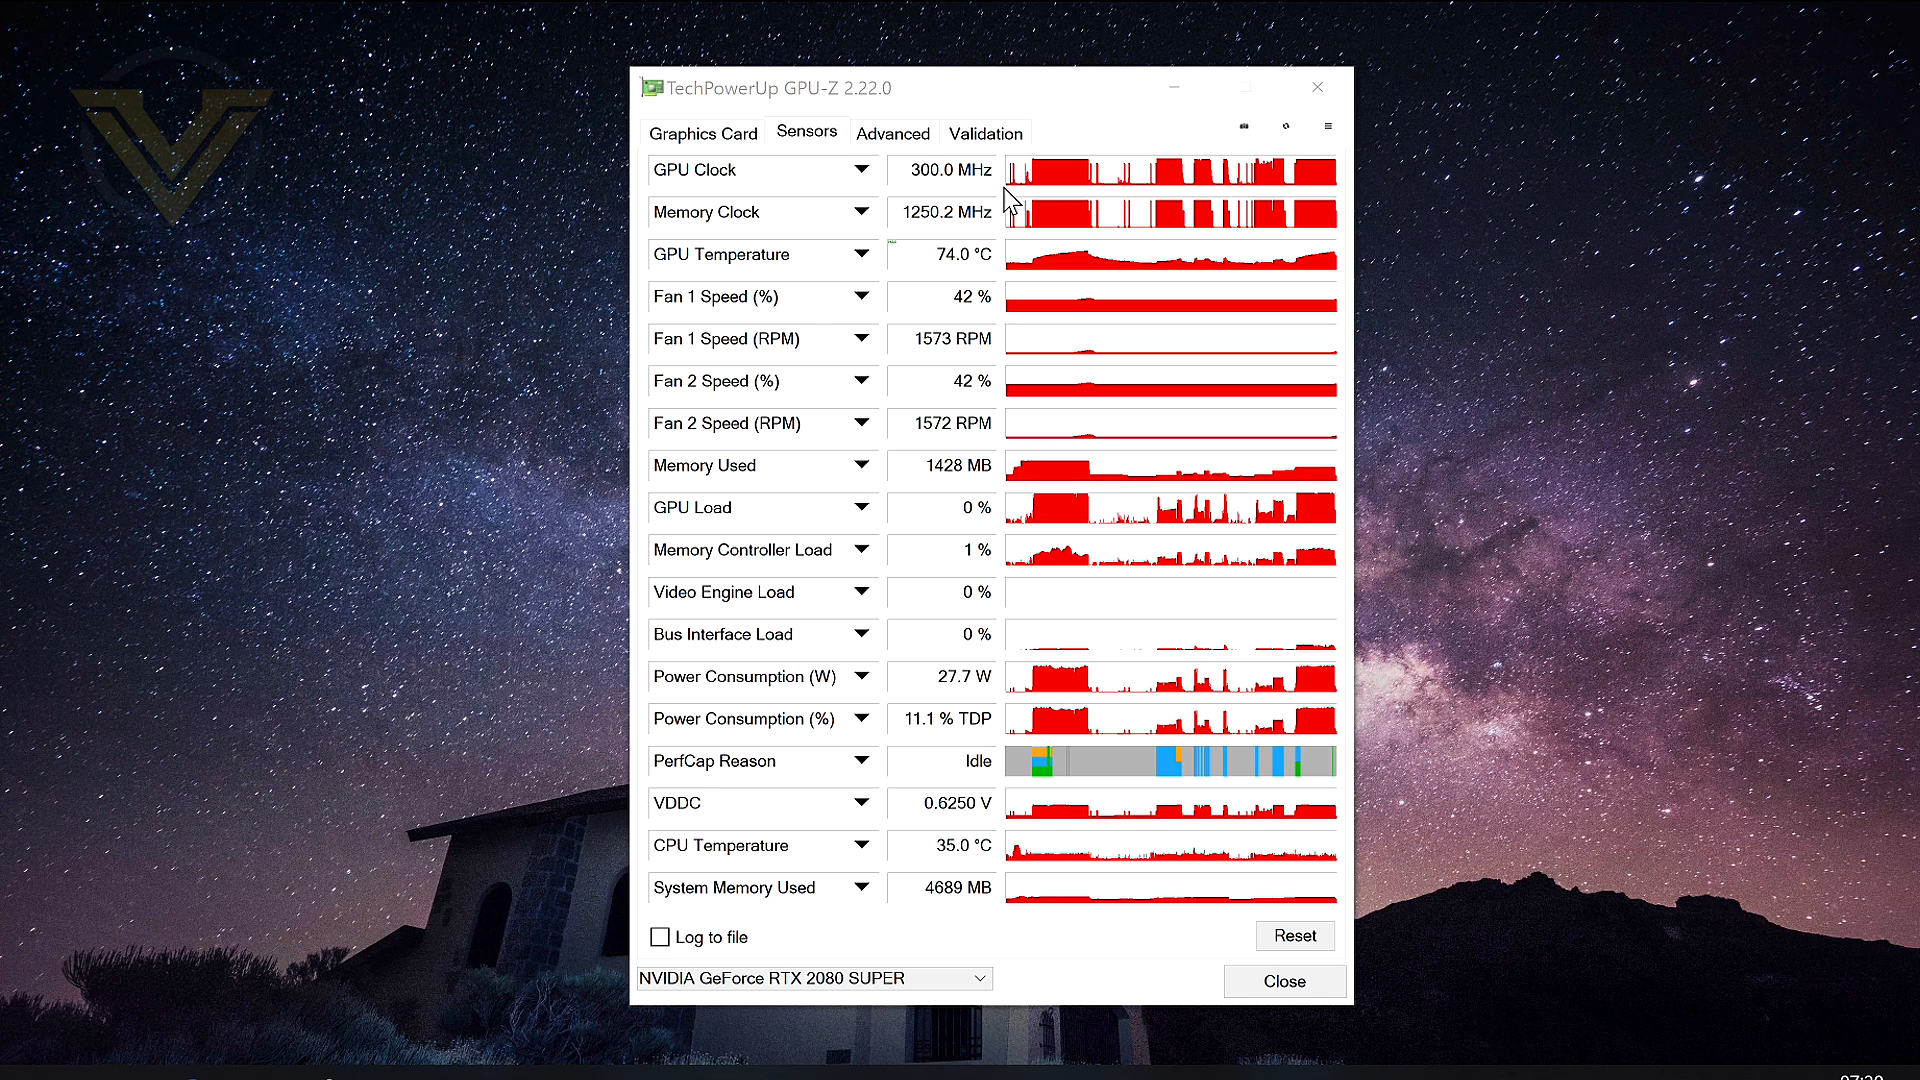 TechPowerUp GPU-Z 2.22.0
Graphics Card Sensors Advanced Validation
GPU Clock 300.0 MHz
Memory Clock 1250.2 MHz
GPU Temperature 74.0 °C
Fan 1 Speed (%) 42 %
Fan 1 Speed (RPM) 1573 RPM
Fan 2 Speed (%) 42 %
Fan 2 Speed (RPM) 1572 RPM
Memory Used 1428 MB
GPU Load 0 %
Memory Controller Load 1 %
Video Engine Load 0 %
Bus Interface Load 0 %
Power Consumption (W) 27.7 W
Power Consumption (%) 11.1 % TDP
PerfCap Reason Idle
VDDC 0.6250 V
CPU Temperature 35.0 °C
System Memory Used 4689 MB
Log to file Reset
NVIDIA GeForce RTX 2080 SUPER Close